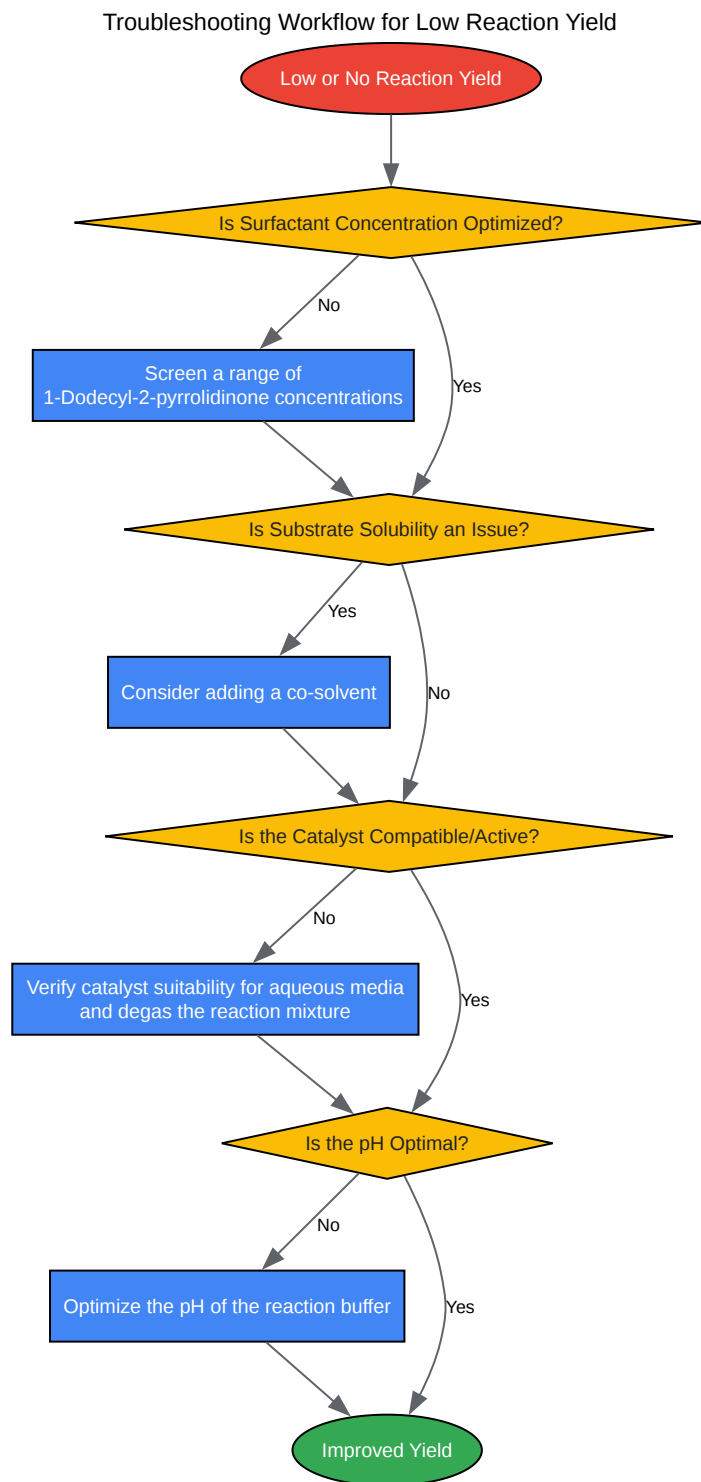 Troubleshooting Workflow for Low Reaction Yield
Low or No Reaction Yield
Is Surfactant Concentration Optimized?
No
Yes
Screen a range of
1-Dodecyl-2-pyrrolidinone concentrations
Is Substrate Solubility an Issue?
Yes
No
Consider adding a co-solvent
Is the Catalyst Compatible/Active?
No
Yes
Verify catalyst suitability for aqueous media
and degas the reaction mixture
Is the pH Optimal?
No
Yes
Optimize the pH of the reaction buffer
Improved Yield